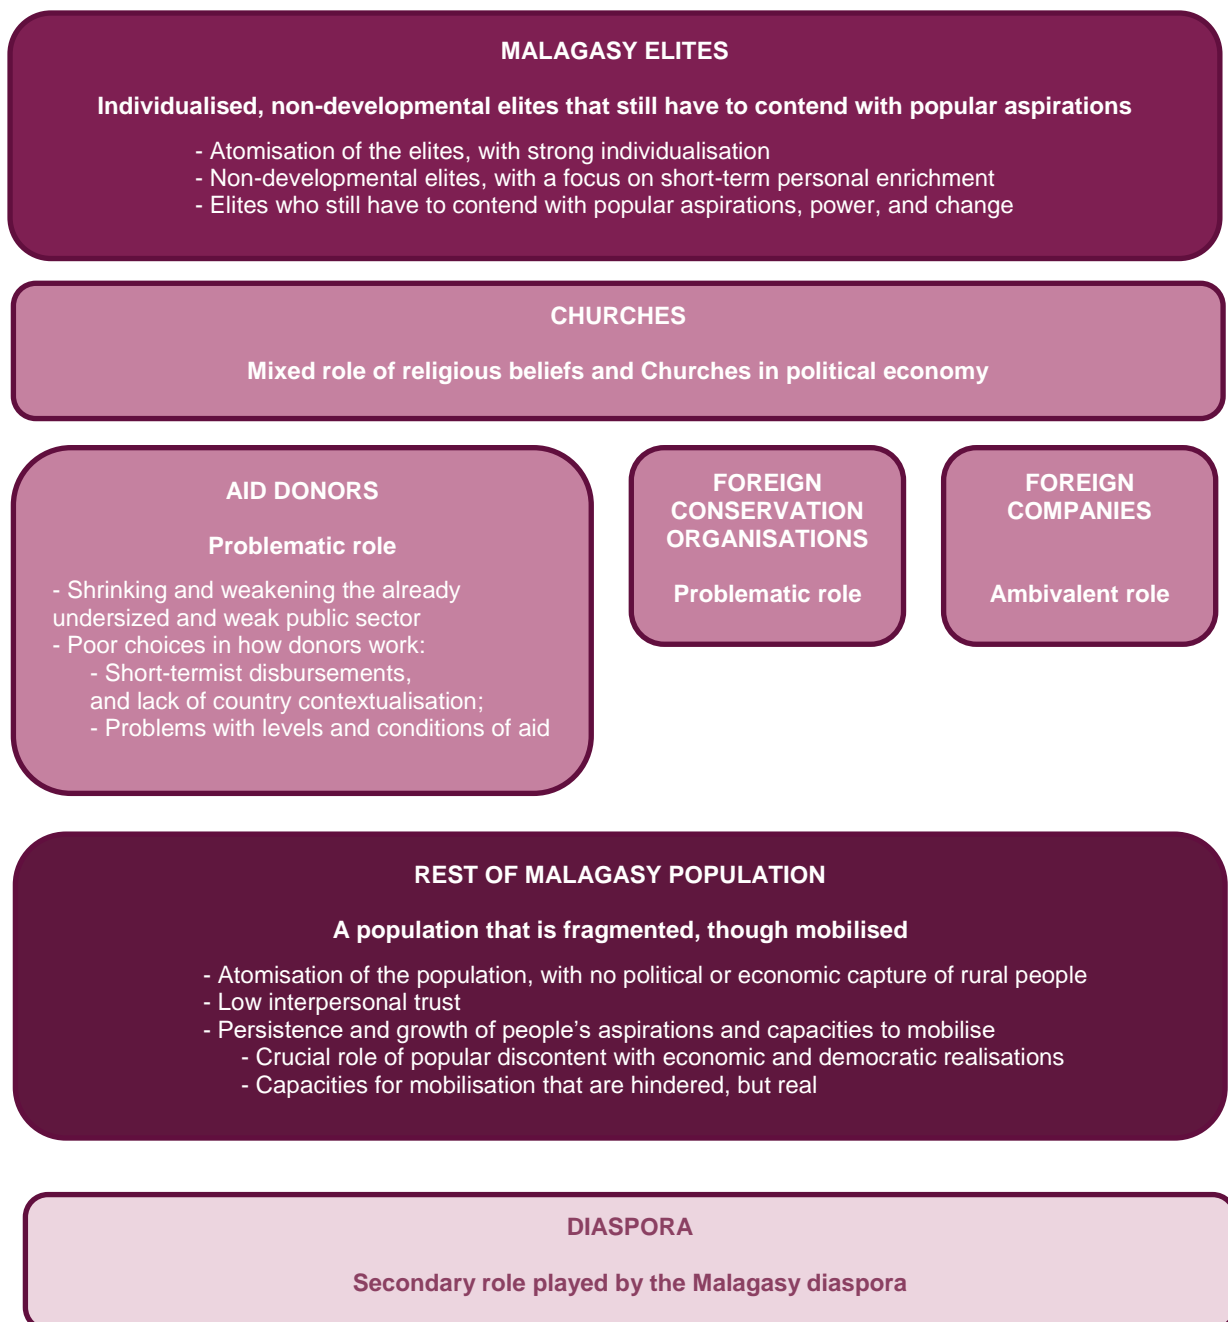 MALAGASY ELITES
Individualised, non-developmental elites that still have to contend with popular aspirations
- Atomisation of the elites, with strong individualisation
- Non-developmental elites, with a focus on short-term personal enrichment
- Elites who still have to contend with popular aspirations, power, and change
CHURCHES
Mixed role of religious beliefs and Churches in political economy
AID DONORS
Problematic role
- Shrinking and weakening the already
undersized and weak public sector
- Poor choices in how donors work:
- Short-termist disbursements,
and lack of country contextualisation;
- Problems with levels and conditions of aid
FOREIGN
CONSERVATION
ORGANISATIONS
Problematic role
FOREIGN
COMPANIES
Ambivalent role
REST OF MALAGASY POPULATION
A population that is fragmented, though mobilised
- Atomisation of the population, with no political or economic capture of rural people
- Low interpersonal trust
- Persistence and growth of people’s aspirations and capacities to mobilise
- Crucial role of popular discontent with economic and democratic realisations
- Capacities for mobilisation that are hindered, but real
DIASPORA
Secondary role played by the Malagasy diaspora